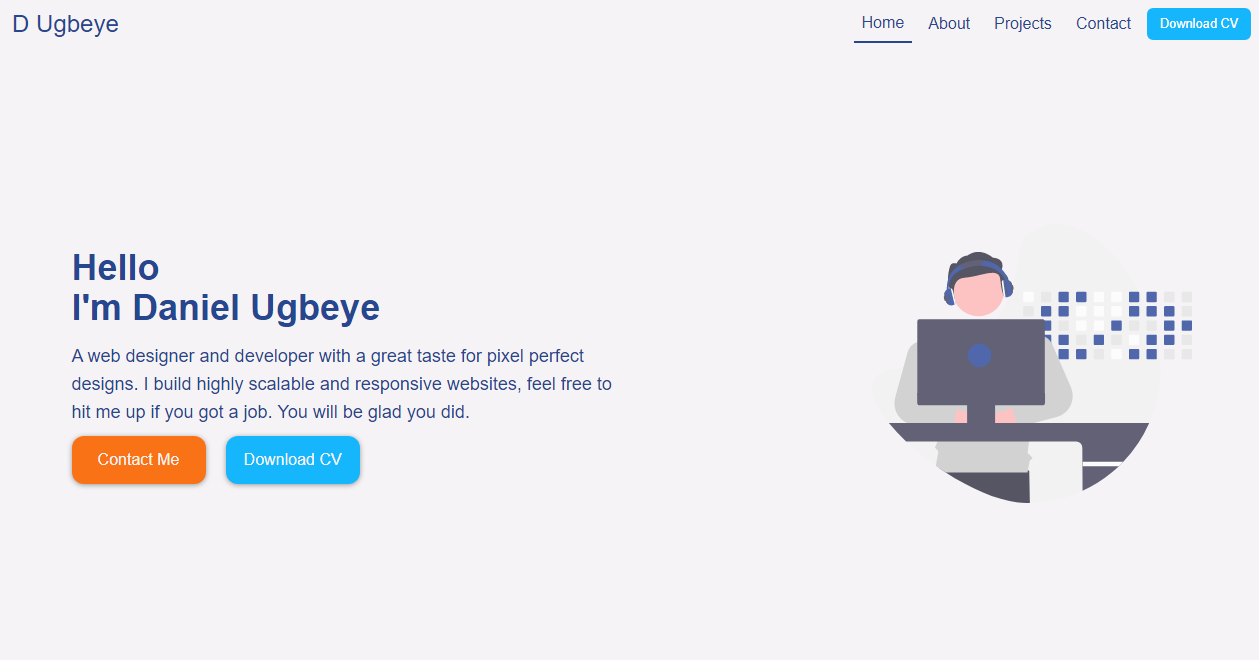 D Ugbeye
Home About Projects Contact Download CV
Hello
I'm Daniel Ugbeye
A web designer and developer with a great taste for pixel perfect
designs. I build highly scalable and responsive websites, feel free to
hit me up if you got a job. You will be glad you did.
Contact Me Download CV